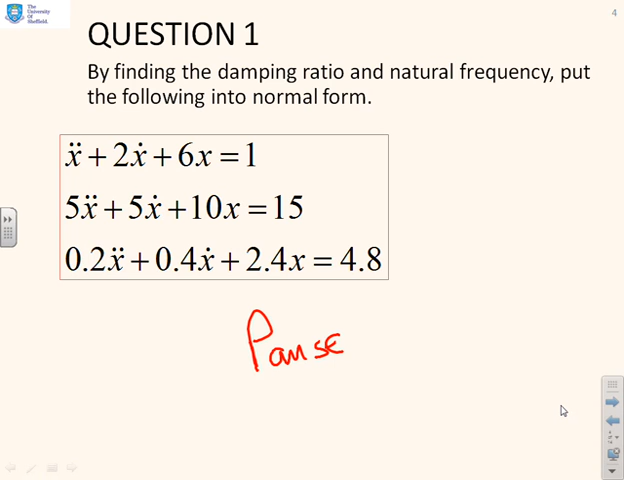 The
University
Of
Sheffield.
4
QUESTION 1
By finding the damping ratio and natural frequency, put
the following into normal form.
ẍ + 2ẋ + 6x = 1
5ẍ + 5ẋ + 10x = 15
0.2ẍ + 0.4ẋ + 2.4x = 4.8
Pause